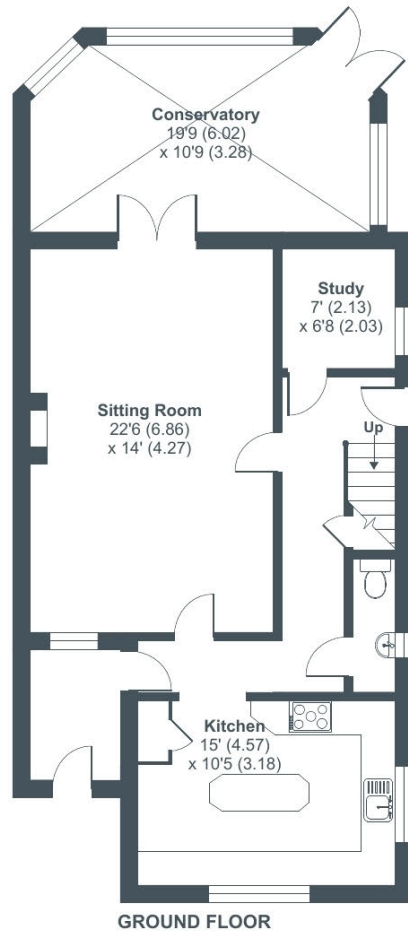 Conservatory
19'9 (6.02)
x 10'9 (3.28)
Study
7' (2.13)
x 6'8 (2.03)
Sitting Room
22'6 (6.86)
x 14' (4.27)
Up
Kitchen
15' (4.57)
x 10'5 (3.18)
GROUND FLOOR